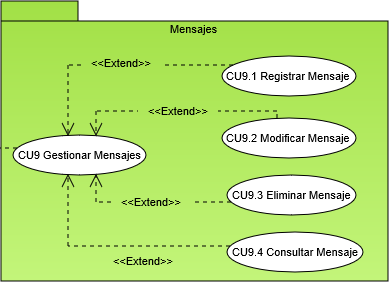 Mensajes
<<Extend>>
CU9.1 Registrar Mensaje
<<Extend>>
CU9.2 Modificar Mensaje
CU9 Gestionar Mensajes
<<Extend>>
CU9.3 Eliminar Mensaje
CU9.4 Consultar Mensaje
<<Extend>>